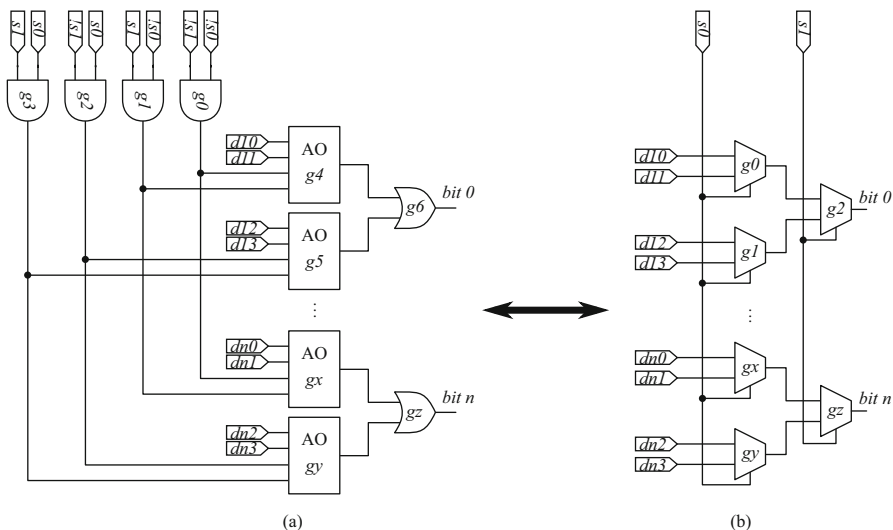 s1 s0 !s1 s0 s1 !s0 !s1 !s0
s0 s1
g3 g2 g1 g0
d10
d11
AO
g4
g6
bit 0
d12
d13
AO
g5
...
dn0
dn1
AO
gx
gz
bit n
dn2
dn3
AO
gy
(a)
d10
d11
g0
g2
bit 0
d12
d13
g1
...
dn0
dn1
gx
gz
bit n
dn2
dn3
gy
(b)